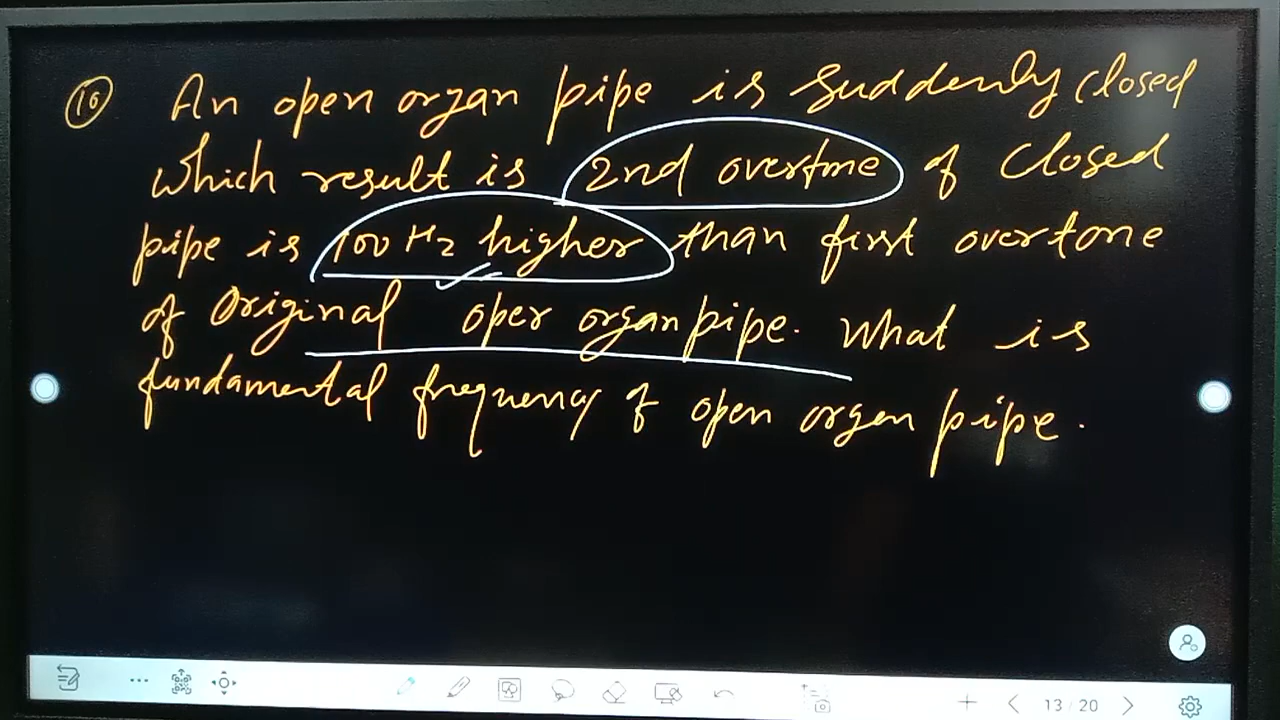 10 An open organ pipe is suddenly closed
which result is 2nd overtone of closed
pipe is 100 Hz higher than first overtone
of original oper organ pipe. What is
fundamental frequency of open organ pipe.
13 / 20